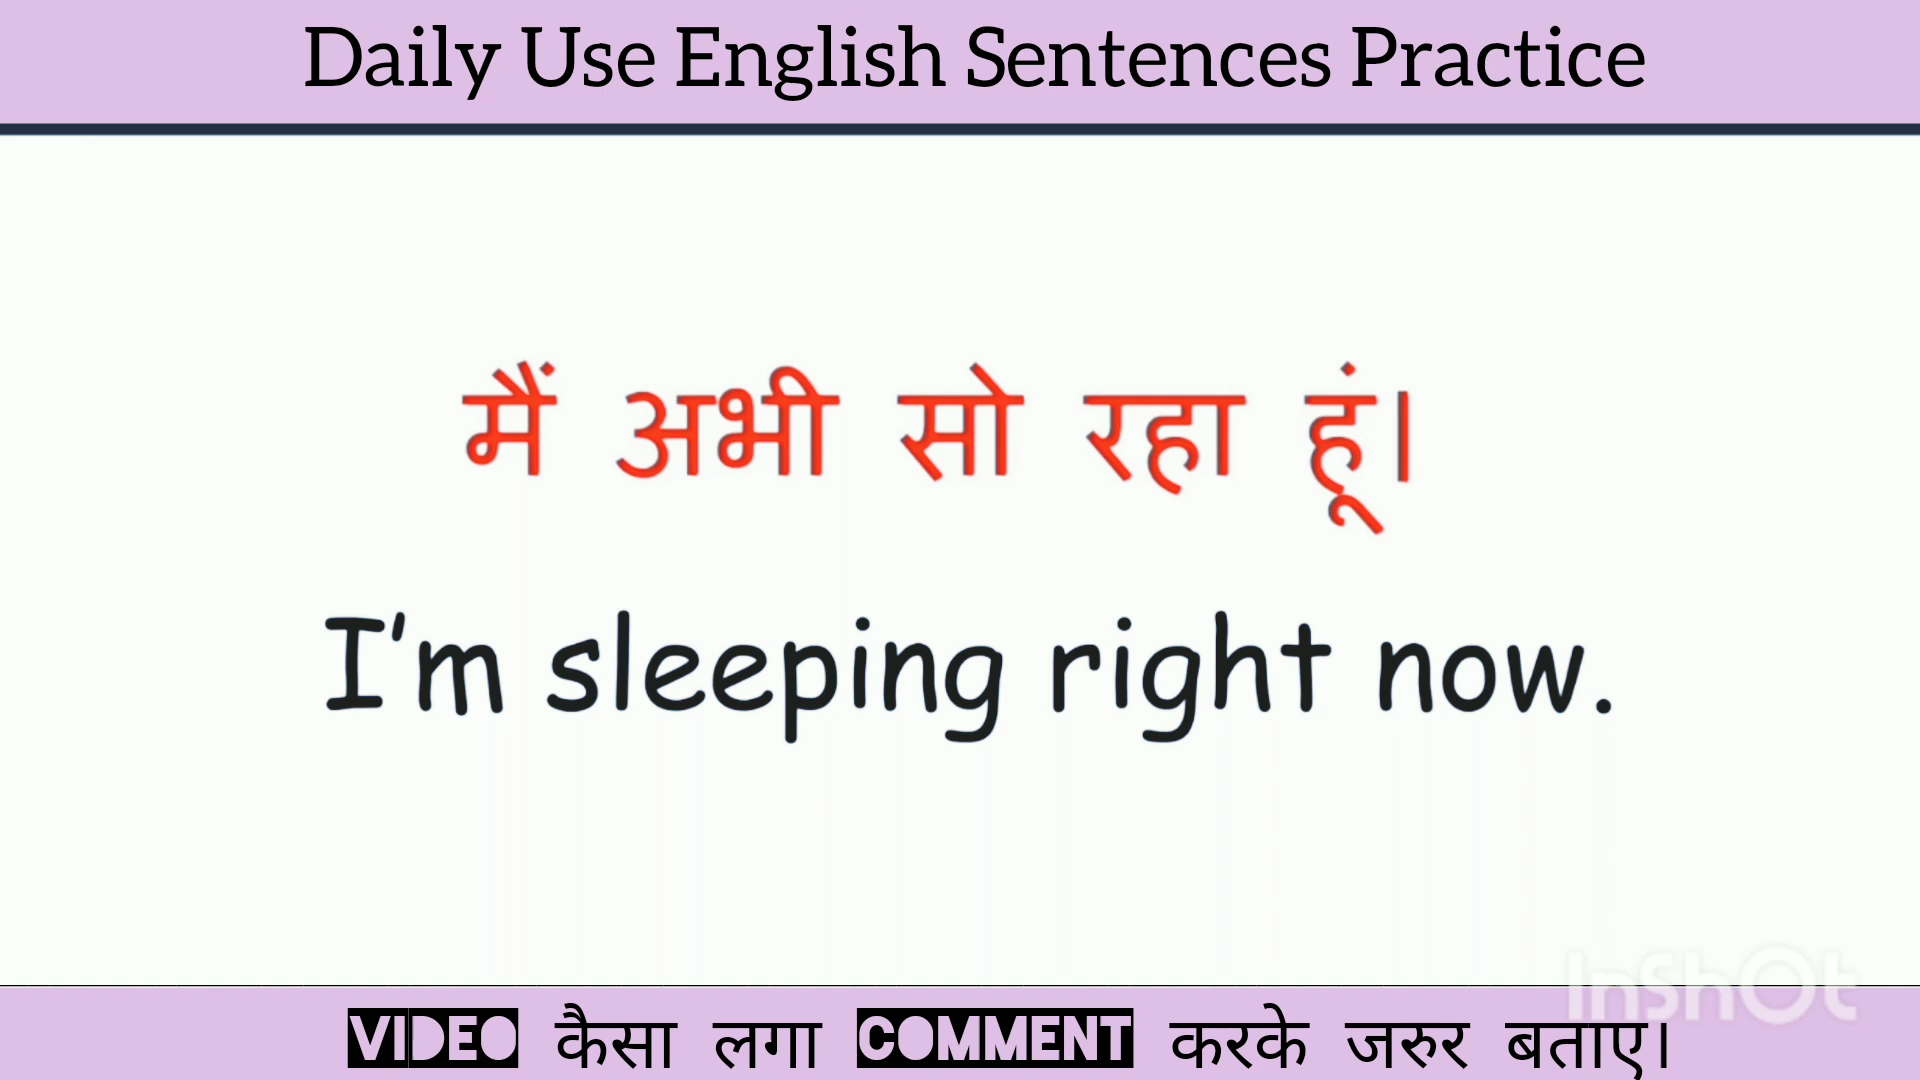 Daily Use English Sentences Practice
मैं अभी सो रहा हूं।
I'm sleeping right now.
InShOt
VIDEO कैसा लगा COMMENT करके जरुर बताए।